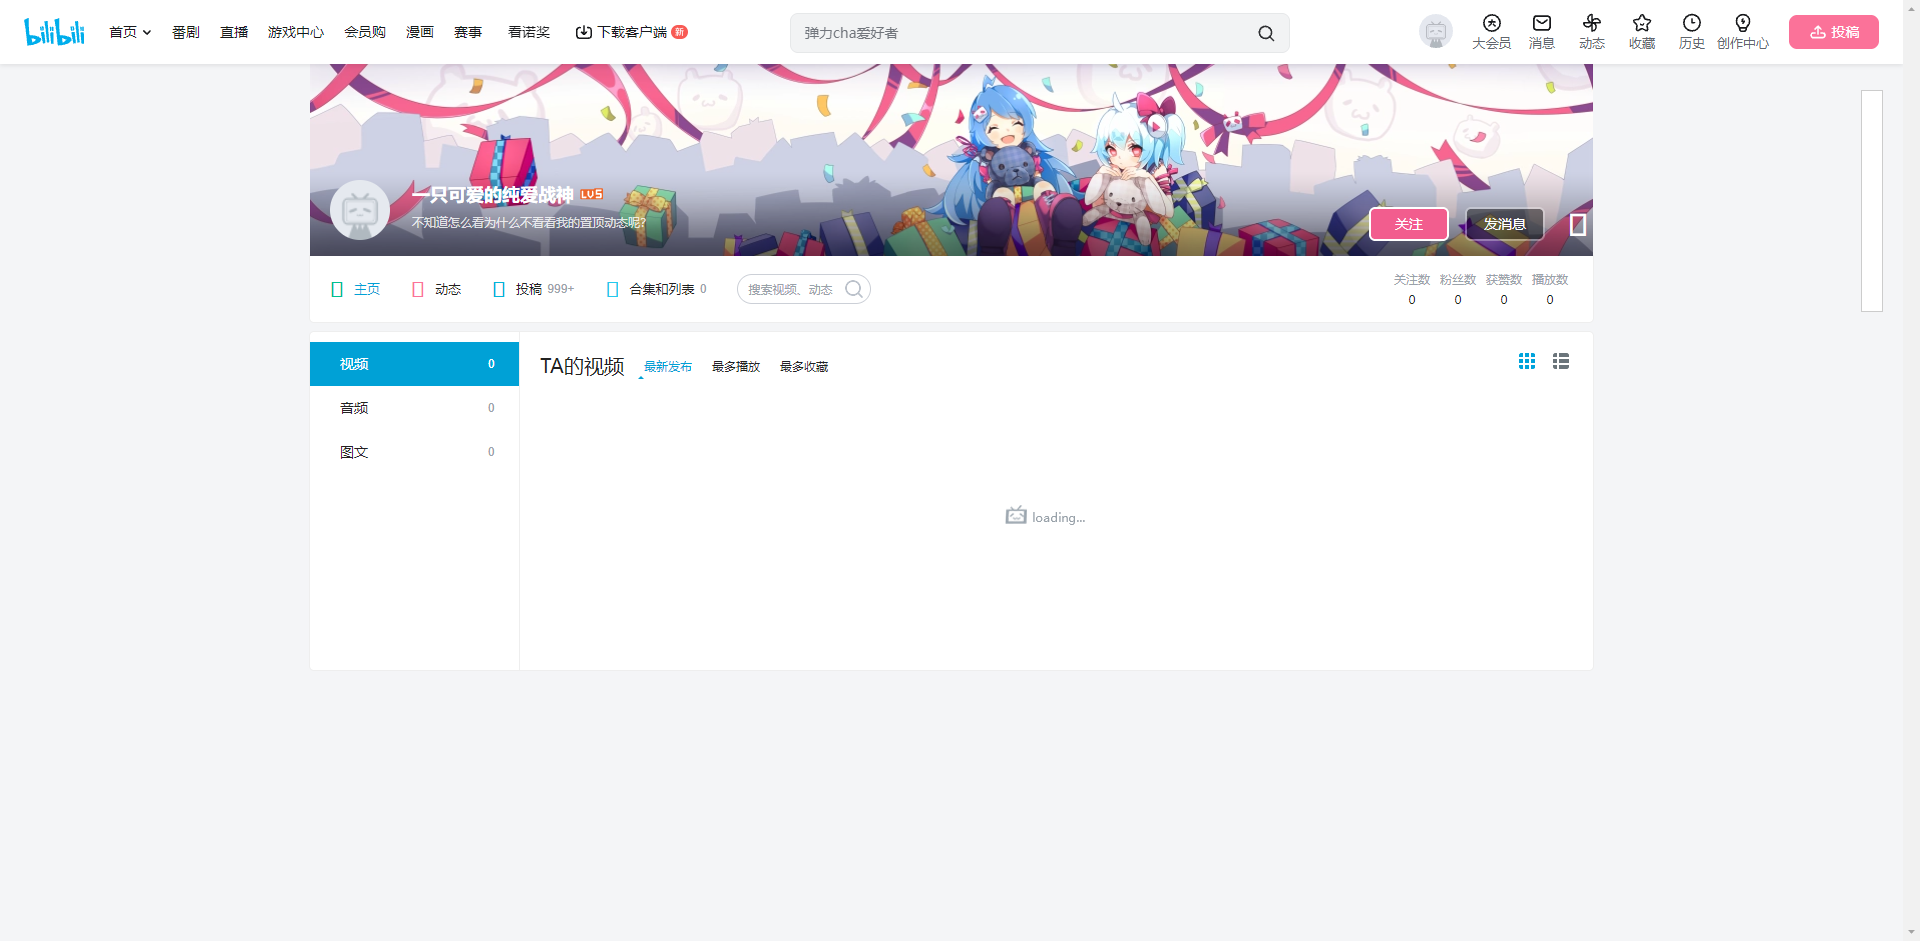 bilibili 首页 番剧 直播 游戏中心 会员购 漫画 赛事 看诺奖 下载客户端 新
弹力cha爱好者
大会员 消息 动态 收藏 历史 创作中心 投稿
一只可爱的纯爱战神 LV5
不知道怎么看为什么不看看我的置顶动态呢?
关注 发消息
主页 动态 投稿 999+ 合集和列表 0
搜索视频、动态
关注数 粉丝数 获赞数 播放数
0 0 0 0
视频 0
音频 0
图文 0
TA的视频 最新发布 最多播放 最多收藏
loading...